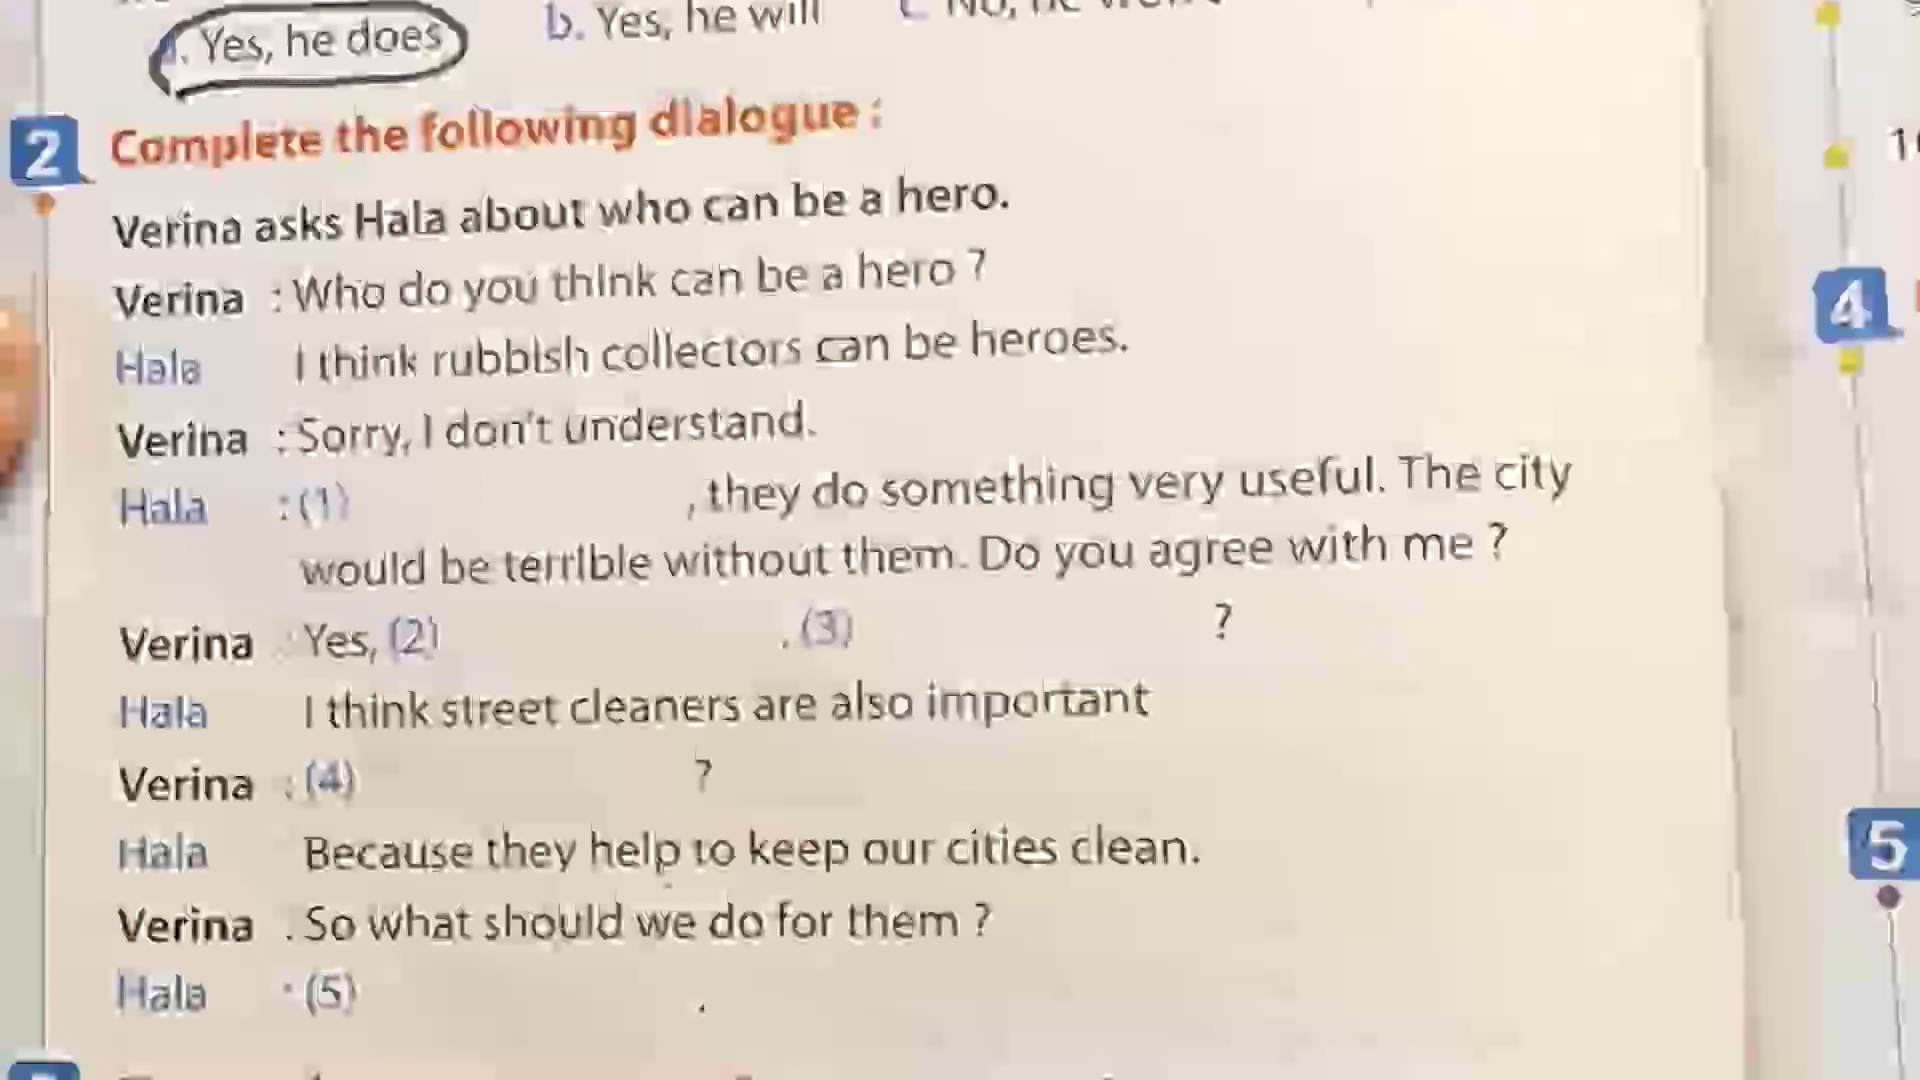 Yes, he does b. Yes, he will c No, he
2 Complete the following dialogue :
Verina asks Hala about who can be a hero.
Verina : Who do you think can be a hero ?
Hala I think rubbish collectors can be heroes.
Verina : Sorry, I don't understand.
Hala : (1) , they do something very useful. The city
would be terrible without them. Do you agree with me ?
Verina : Yes, (2) . (3) ?
Hala I think street cleaners are also important
Verina : (4) ?
Hala Because they help to keep our cities clean.
Verina . So what should we do for them ?
Hala : (5) .
4
5